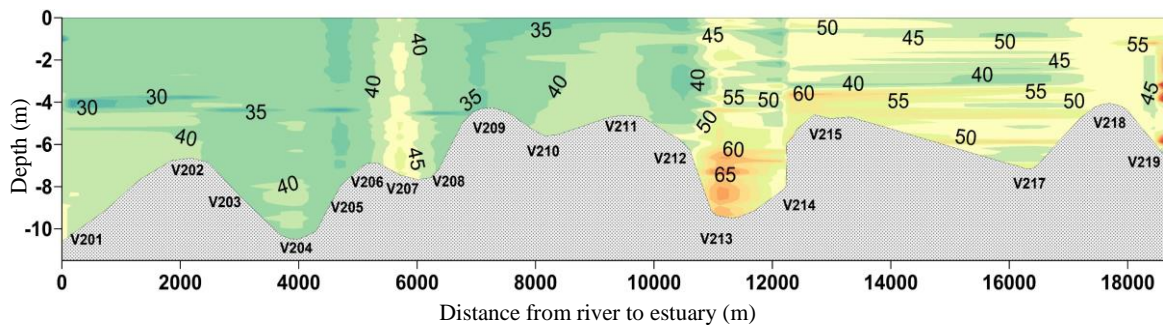 0
-2
-4
-6
-8
-10
Depth (m)
35 50 45 50 55
45
40 40 45
40 40 40 40 40 45
30 30 35 35 55 50 60 55 50
50
40 45 60 50
40 65
V201 V202 V203 V204 V205 V206 V207 V208 V209 V210 V211 V212 V213 V214 V215 V217 V218 V219
0 2000 4000 6000 8000 10000 12000 14000 16000 18000
Distance from river to estuary (m)